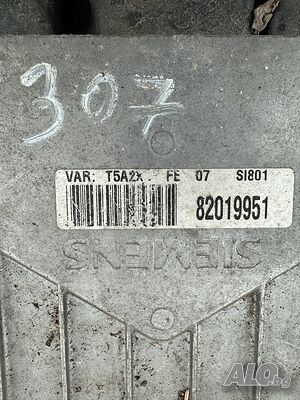 307
VAR: T5A2X FE 07 SI801
82019951
SIEMENS
ALO.bg